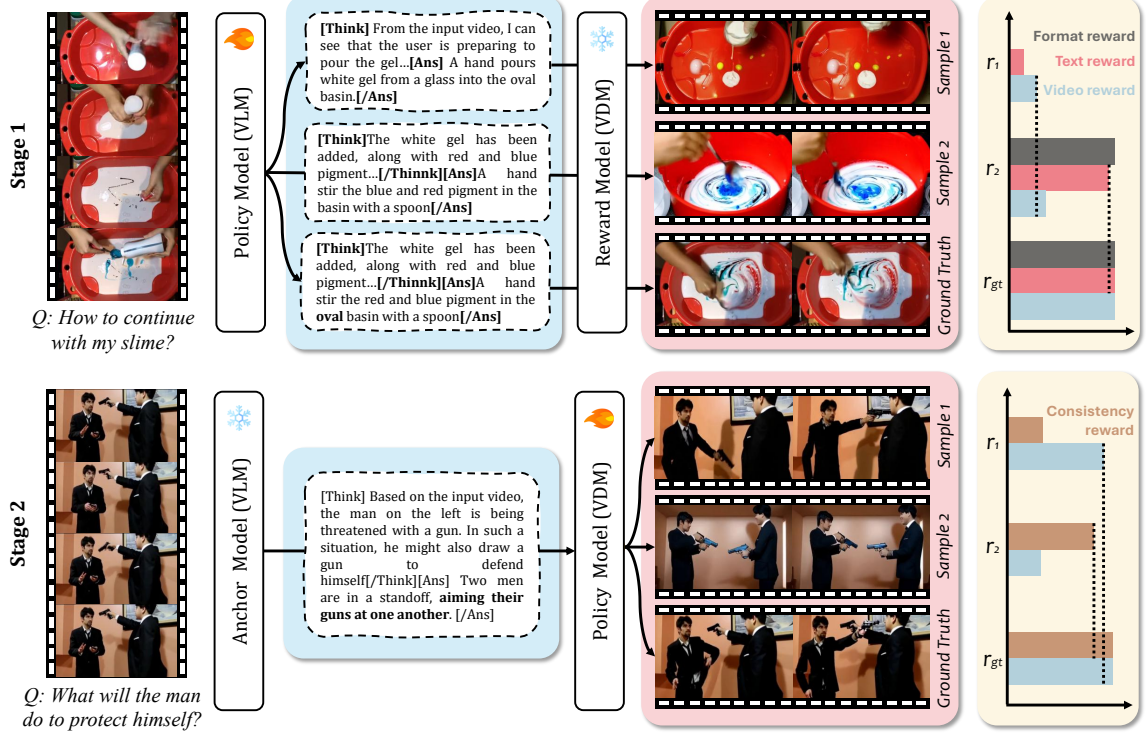 Stage 1
Q: How to continue
with my slime?
Policy Model (VLM)
[Think] From the input video, I can
see that the user is preparing to
pour the gel...[Ans] A hand pours
white gel from a glass into the oval
basin.[/Ans]
[Think]The white gel has been
added, along with red and blue
pigment...[/Thinnk][Ans]A hand
stir the blue and red pigment in the
basin with a spoon[/Ans]
[Think]The white gel has been
added, along with red and blue
pigment...[/Thinnk][Ans]A hand
stir the red and blue pigment in the
oval basin with a spoon[/Ans]
Reward Model (VDM)
Sample 1
Sample 2
Ground Truth
Format reward
Text reward
Video reward
r1
r2
rgt
Stage 2
Q: What will the man
do to protect himself?
Anchor Model (VLM)
[Think] Based on the input video,
the man on the left is being
threatened with a gun. In such a
situation, he might also draw a
gun to defend
himself[/Think][Ans] Two men
are in a standoff, aiming their
guns at one another. [/Ans]
Policy Model (VDM)
Sample 1
Sample 2
Ground Truth
Consistency
reward
r1
r2
rgt